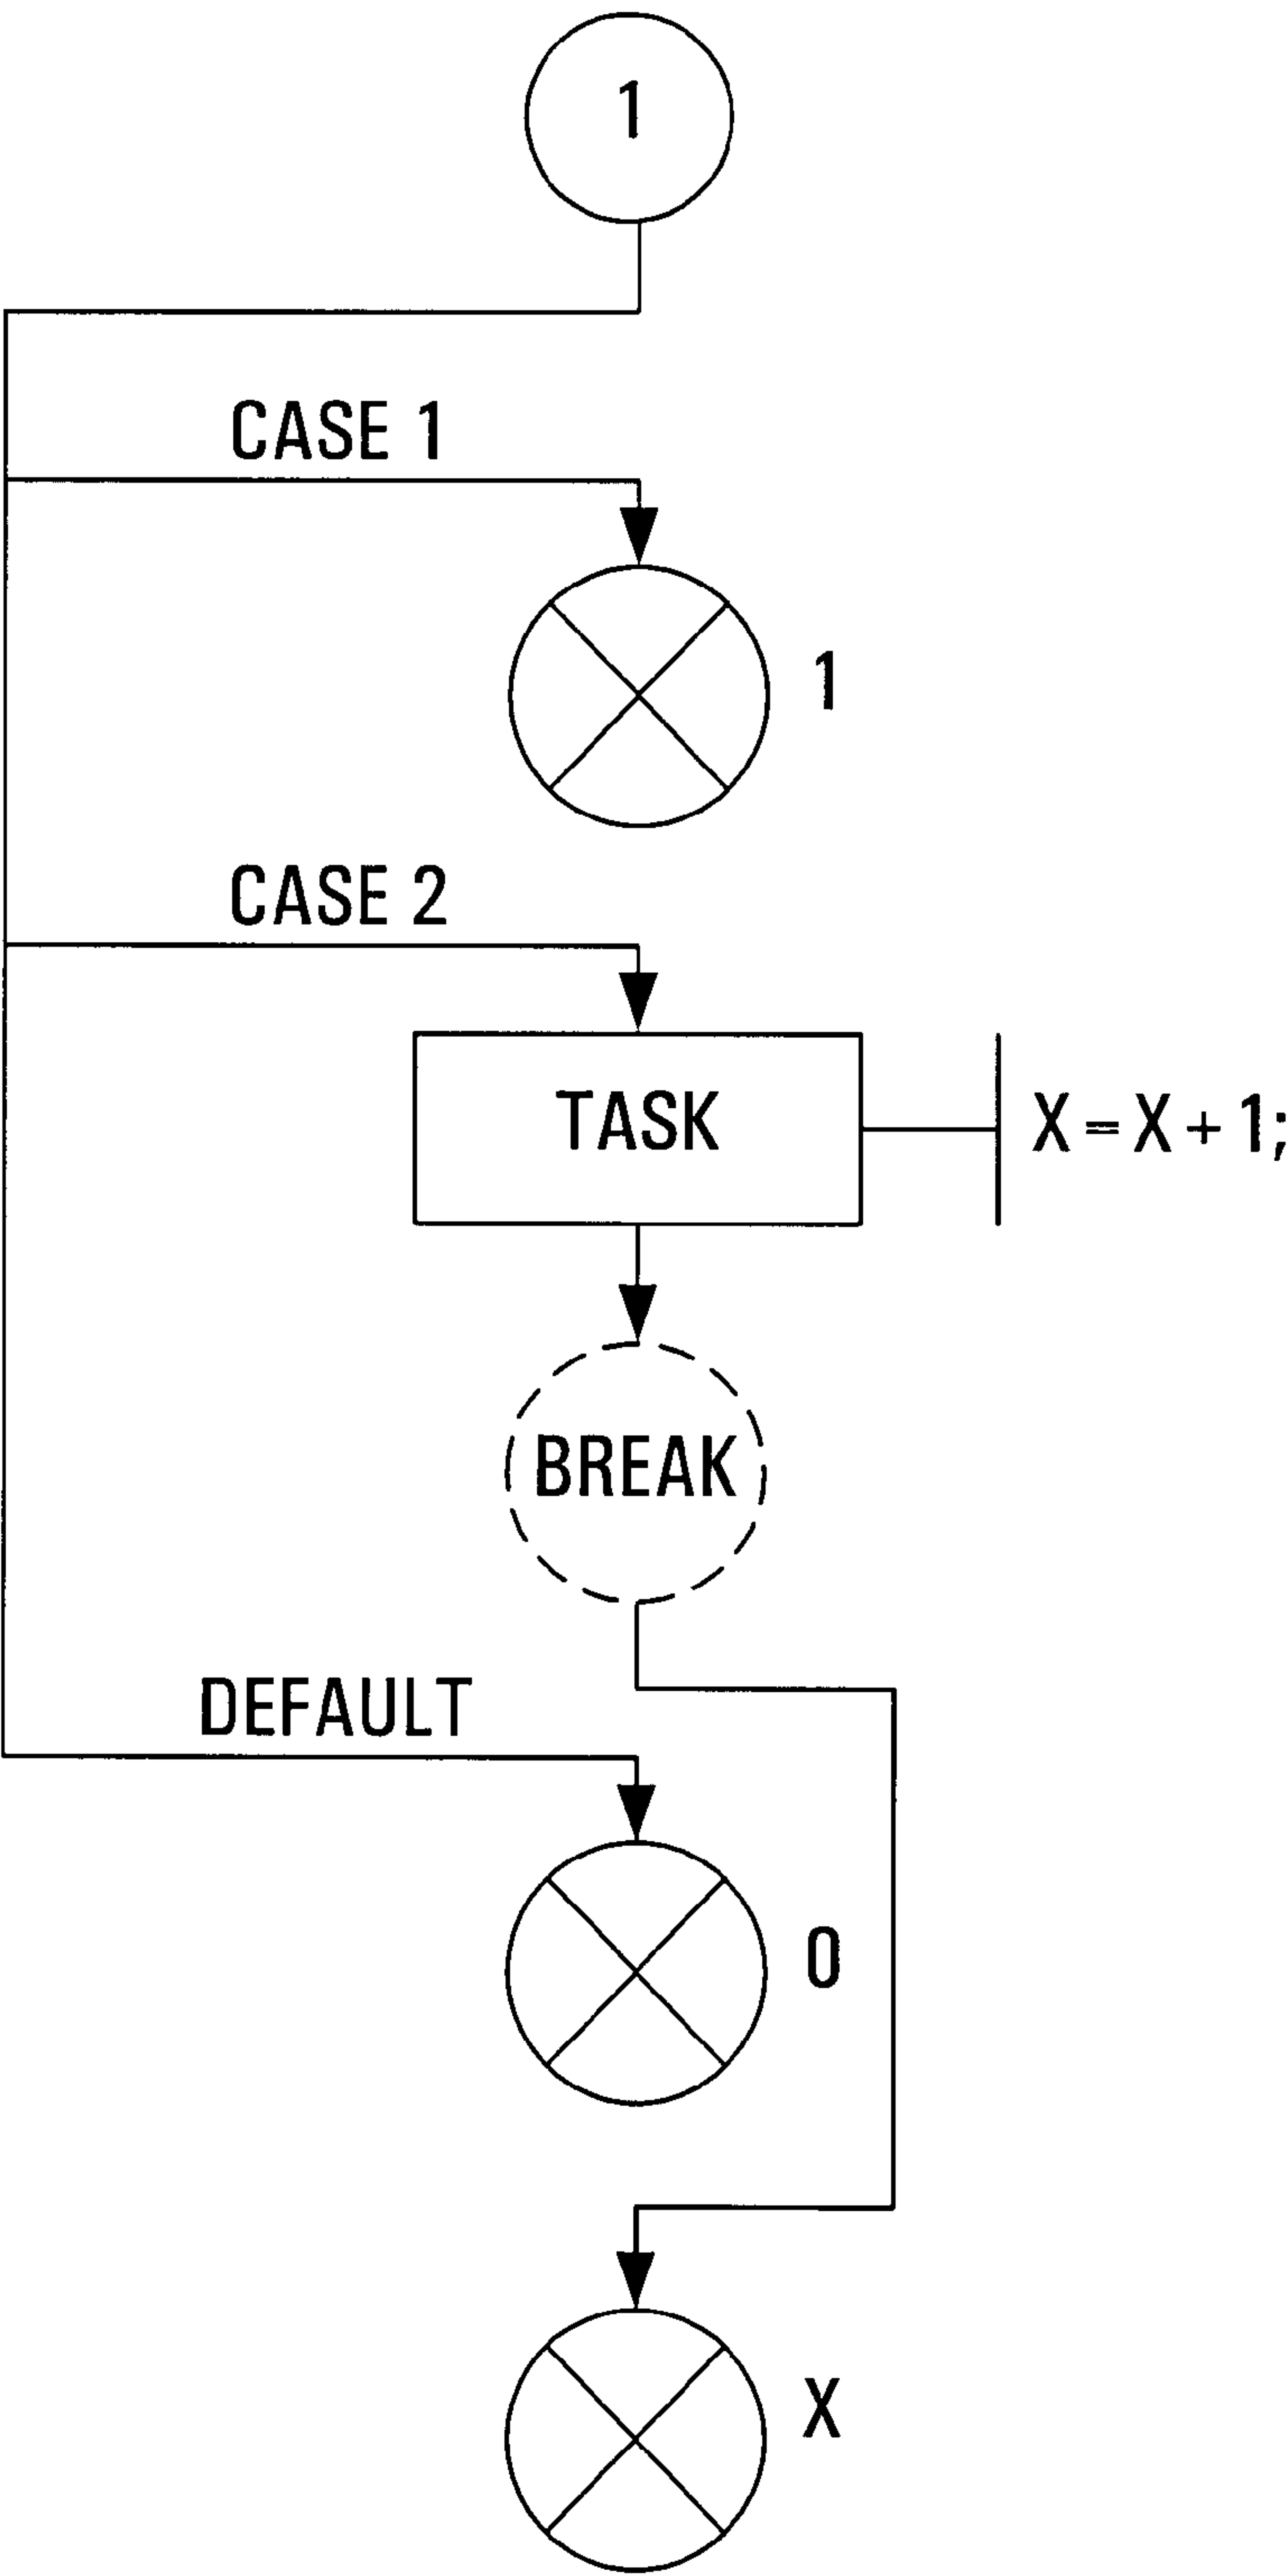 1
CASE 1
1
CASE 2
TASK
X = X + 1;
BREAK
DEFAULT
0
X